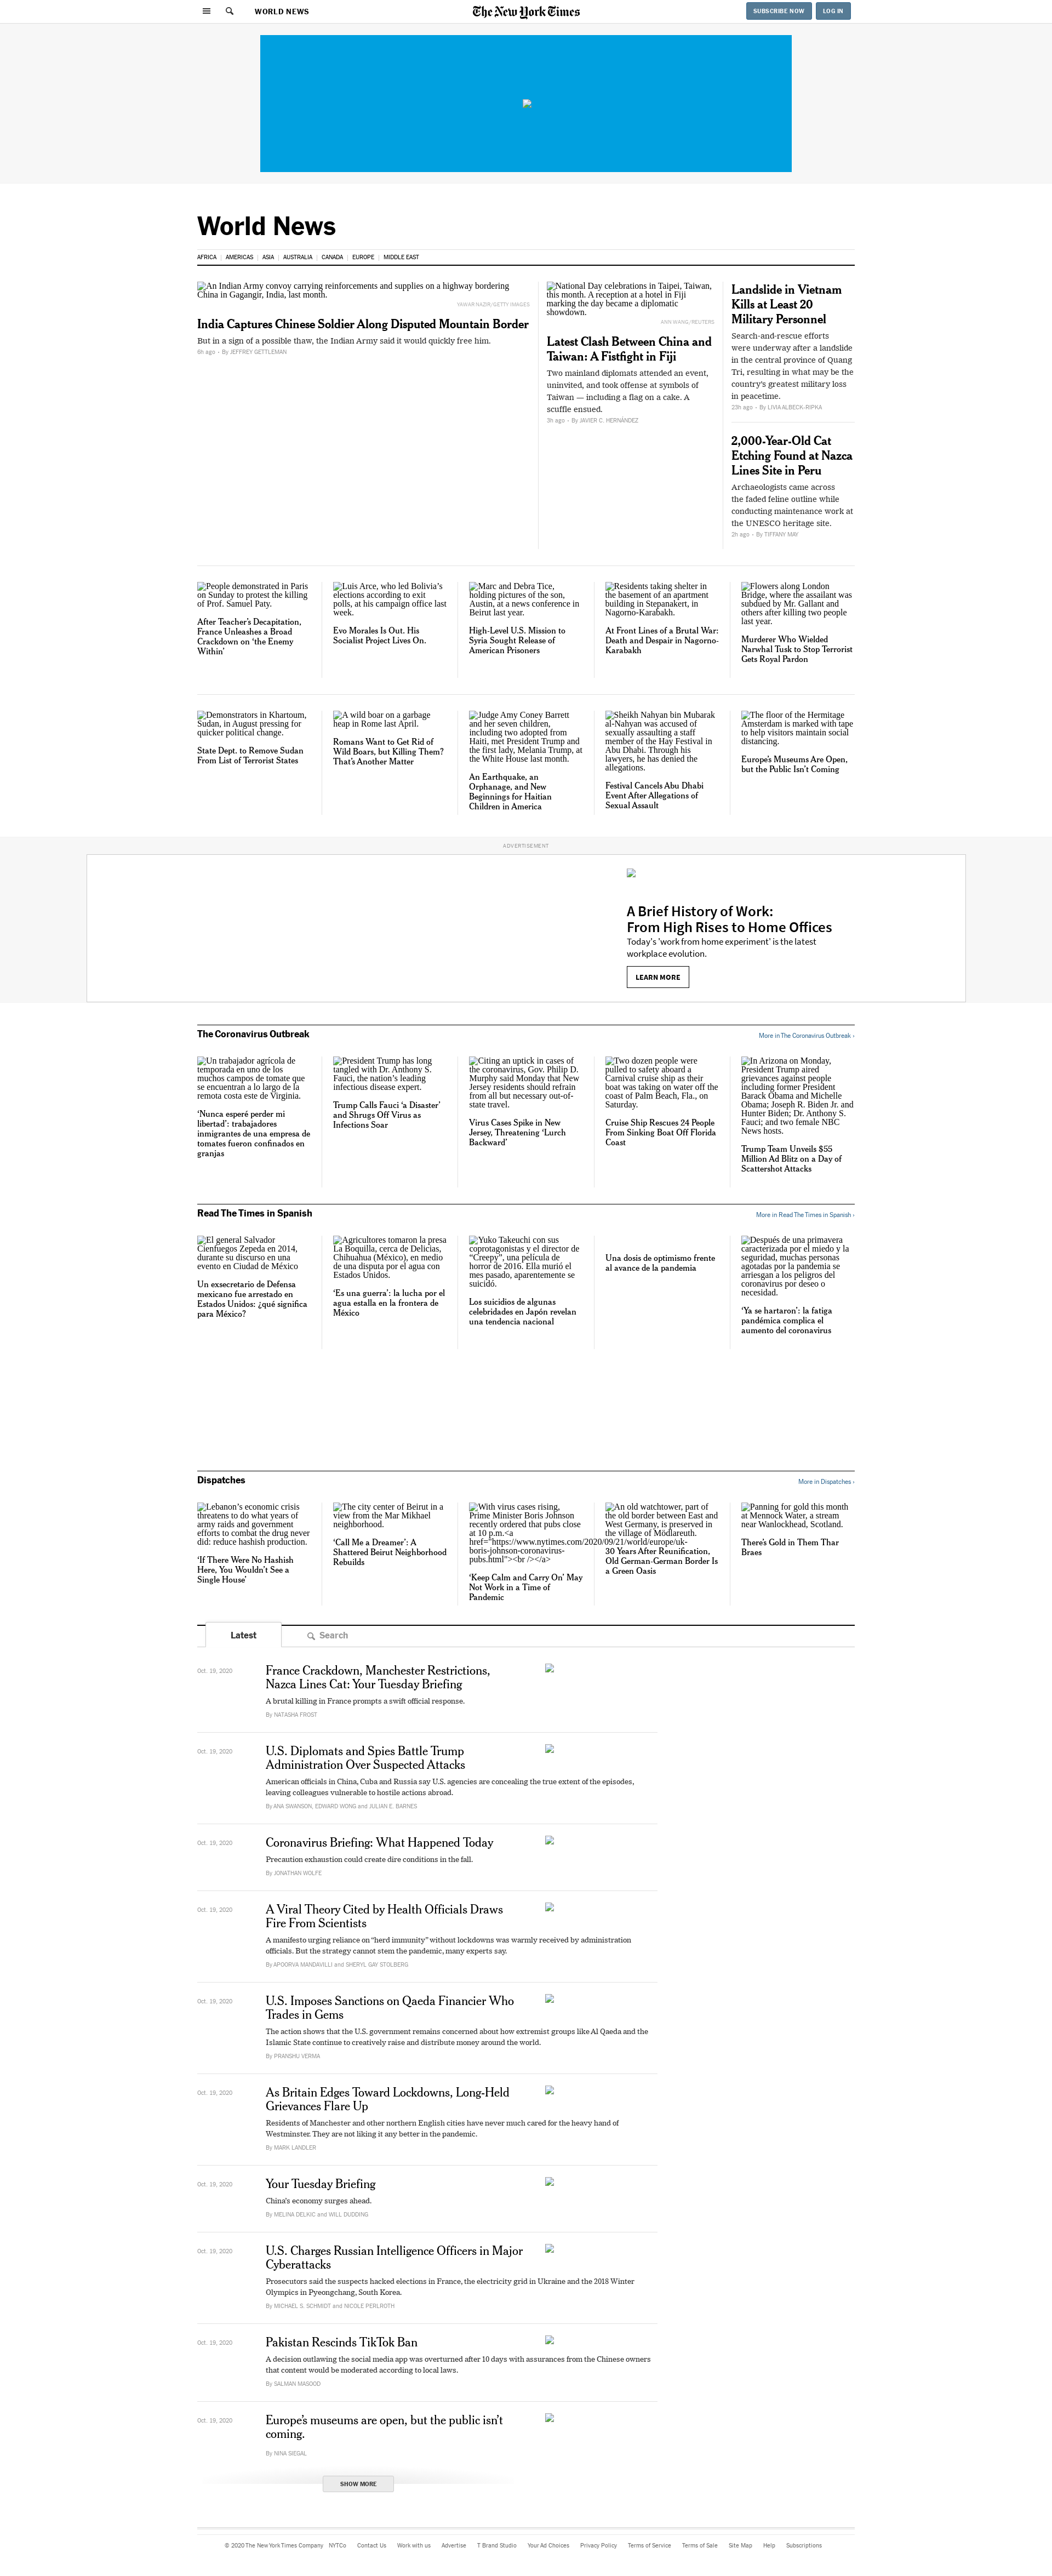 WORLD NEWS
The New York Times
SUBSCRIBE NOW
LOG IN
World News
AFRICA
AMERICAS
ASIA
AUSTRALIA
CANADA
EUROPE
MIDDLE EAST
An Indian Army convoy carrying reinforcements and supplies on a highway bordering
China in Gagangir, India, last month.
YAWAR NAZIR/GETTY IMAGES
India Captures Chinese Soldier Along Disputed Mountain Border
But in a sign of a possible thaw, the Indian Army said it would quickly free him.
6h ago - By JEFFREY GETTLEMAN
National Day celebrations in Taipei, Taiwan,
this month. A reception at a hotel in Fiji
marking the day became a diplomatic
showdown.
ANN WANG/REUTERS
Latest Clash Between China and
Taiwan: A Fistfight in Fiji
Two mainland diplomats attended an event,
uninvited, and took offense at symbols of
Taiwan — including a flag on a cake. A
scuffle ensued.
3h ago - By JAVIER C. HERNÁNDEZ
Landslide in Vietnam
Kills at Least 20
Military Personnel
Search-and-rescue efforts
were underway after a landslide
in the central province of Quang
Tri, resulting in what may be the
country's greatest military loss
in peacetime.
23h ago - By LIVIA ALBECK-RIPKA
2,000-Year-Old Cat
Etching Found at Nazca
Lines Site in Peru
Archaeologists came across
the faded feline outline while
conducting maintenance work at
the UNESCO heritage site.
2h ago - By TIFFANY MAY
People demonstrated in Paris
on Sunday to protest the killing
of Prof. Samuel Paty.
After Teacher's Decapitation,
France Unleashes a Broad
Crackdown on 'the Enemy
Within'
Luis Arce, who led Bolivia's
elections according to exit
polls, at his campaign office last
week.
Evo Morales Is Out. His
Socialist Project Lives On.
Marc and Debra Tice,
holding pictures of the son,
Austin, at a news conference in
Beirut last year.
High-Level U.S. Mission to
Syria Sought Release of
American Prisoners
Residents taking shelter in
the basement of an apartment
building in Stepanakert, in
Nagorno-Karabakh.
At Front Lines of a Brutal War:
Death and Despair in Nagorno-
Karabakh
Flowers along London
Bridge, where the assailant was
subdued by Mr. Gallant and
others after killing two people
last year.
Murderer Who Wielded
Narwhal Tusk to Stop Terrorist
Gets Royal Pardon
Demonstrators in Khartoum,
Sudan, in August pressing for
quicker political change.
State Dept. to Remove Sudan
From List of Terrorist States
A wild boar on a garbage
heap in Rome last April.
Romans Want to Get Rid of
Wild Boars, but Killing Them?
That's Another Matter
Judge Amy Coney Barrett
and her seven children,
including two adopted from
Haiti, met President Trump and
the first lady, Melania Trump, at
the White House last month.
An Earthquake, an
Orphanage, and New
Beginnings for Haitian
Children in America
Sheikh Nahyan bin Mubarak
al-Nahyan was accused of
sexually assaulting a staff
member of the Hay Festival in
Abu Dhabi. Through his
lawyers, he has denied the
allegations.
Festival Cancels Abu Dhabi
Event After Allegations of
Sexual Assault
The floor of the Hermitage
Amsterdam is marked with tape
to help visitors maintain social
distancing.
Europe's Museums Are Open,
but the Public Isn't Coming
ADVERTISEMENT
A Brief History of Work:
From High Rises to Home Offices
Today's 'work from home experiment' is the latest
workplace evolution.
LEARN MORE
The Coronavirus Outbreak
More in The Coronavirus Outbreak ›
Un trabajador agrícola de
temporada en uno de los
muchos campos de tomate que
se encuentran a lo largo de la
remota costa este de Virginia.
'Nunca esperé perder mi
libertad': trabajadores
inmigrantes de una empresa de
tomates fueron confinados en
granjas
President Trump has long
tangled with Dr. Anthony S.
Fauci, the nation's leading
infectious disease expert.
Trump Calls Fauci 'a Disaster'
and Shrugs Off Virus as
Infections Soar
Citing an uptick in cases of
the coronavirus, Gov. Philip D.
Murphy said Monday that New
Jersey residents should refrain
from all but necessary out-of-
state travel.
Virus Cases Spike in New
Jersey, Threatening 'Lurch
Backward'
Two dozen people were
pulled to safety aboard a
Carnival cruise ship as their
boat was taking on water off the
coast of Palm Beach, Fla., on
Saturday.
Cruise Ship Rescues 24 People
From Sinking Boat Off Florida
Coast
In Arizona on Monday,
President Trump aired
grievances against people
including former President
Barack Obama and Michelle
Obama; Joseph R. Biden Jr. and
Hunter Biden; Dr. Anthony S.
Fauci; and two female NBC
News hosts.
Trump Team Unveils $55
Million Ad Blitz on a Day of
Scattershot Attacks
Read The Times in Spanish
More in Read The Times in Spanish ›
El general Salvador
Cienfuegos Zepeda en 2014,
durante su discurso en un
evento en Ciudad de México
Un exsecretario de Defensa
mexicano fue arrestado en
Estados Unidos: ¿qué significa
para México?
Agricultores tomaron la presa
La Boquilla, cerca de Delicias,
Chihuahua (México), en medio
de una disputa por el agua con
Estados Unidos.
'Es una guerra': la lucha por el
agua estalla en la frontera de
México
Yuko Takeuchi con sus
coprotagonistas y el director de
"Creepy", una película de
horror de 2016. Ella murió el
mes pasado, aparentemente se
suicidó.
Los suicidios de algunas
celebridades en Japón revelan
una tendencia nacional
Una dosis de optimismo frente
al avance de la pandemia
Después de una primavera
caracterizada por el miedo y la
seguridad, muchas personas
agotadas por la pandemia se
arriesgan a los peligros del
coronavirus por deseo o
necesidad.
'Ya se hartaron': la fatiga
pandémica complica el
aumento del coronavirus
Dispatches
More in Dispatches ›
Lebanon's economic crisis
threatens to do what years of
army raids and government
efforts to combat the drug never
did: reduce hashish production.
'If There Were No Hashish
Here, You Wouldn't See a
Single House'
The city center of Beirut in a
view from the Mar Mikhael
neighborhood.
'Call Me a Dreamer': A
Shattered Beirut Neighborhood
Rebuilds
With virus cases rising,
Prime Minister Boris Johnson
recently ordered that pubs close
at 10 p.m.<a
href="https://www.nytimes.com/2020/09/21/world/europe/uk-
boris-johnson-coronavirus-
pubs.html"><br /></a>
'Keep Calm and Carry On' May
Not Work in a Time of
Pandemic
An old watchtower, part of
the old border between East and
West Germany, is preserved in
the village of Mödlareuth.
30 Years After Reunification,
Old German-German Border Is
a Green Oasis
Panning for gold this month
at Mennock Water, a stream
near Wanlockhead, Scotland.
There's Gold in Them Thar
Braes
Latest
Search
Oct. 19, 2020
France Crackdown, Manchester Restrictions,
Nazca Lines Cat: Your Tuesday Briefing
A brutal killing in France prompts a swift official response.
By NATASHA FROST
Oct. 19, 2020
U.S. Diplomats and Spies Battle Trump
Administration Over Suspected Attacks
American officials in China, Cuba and Russia say U.S. agencies are concealing the true extent of the episodes,
leaving colleagues vulnerable to hostile actions abroad.
By ANA SWANSON, EDWARD WONG and JULIAN E. BARNES
Oct. 19, 2020
Coronavirus Briefing: What Happened Today
Precaution exhaustion could create dire conditions in the fall.
By JONATHAN WOLFE
Oct. 19, 2020
A Viral Theory Cited by Health Officials Draws
Fire From Scientists
A manifesto urging reliance on "herd immunity" without lockdowns was warmly received by administration
officials. But the strategy cannot stem the pandemic, many experts say.
By APOORVA MANDAVILLI and SHERYL GAY STOLBERG
Oct. 19, 2020
U.S. Imposes Sanctions on Qaeda Financier Who
Trades in Gems
The action shows that the U.S. government remains concerned about how extremist groups like Al Qaeda and the
Islamic State continue to creatively raise and distribute money around the world.
By PRANSHU VERMA
Oct. 19, 2020
As Britain Edges Toward Lockdowns, Long-Held
Grievances Flare Up
Residents of Manchester and other northern English cities have never much cared for the heavy hand of
Westminster. They are not liking it any better in the pandemic.
By MARK LANDLER
Oct. 19, 2020
Your Tuesday Briefing
China's economy surges ahead.
By MELINA DELKIC and WILL DUDDING
Oct. 19, 2020
U.S. Charges Russian Intelligence Officers in Major
Cyberattacks
Prosecutors said the suspects hacked elections in France, the electricity grid in Ukraine and the 2018 Winter
Olympics in Pyeongchang, South Korea.
By MICHAEL S. SCHMIDT and NICOLE PERLROTH
Oct. 19, 2020
Pakistan Rescinds TikTok Ban
A decision outlawing the social media app was overturned after 10 days with assurances from the Chinese owners
that content would be moderated according to local laws.
By SALMAN MASOOD
Oct. 19, 2020
Europe's museums are open, but the public isn't
coming.
By NINA SIEGAL
SHOW MORE
© 2020 The New York Times Company
NYTCo
Contact Us
Work with us
Advertise
T Brand Studio
Your Ad Choices
Privacy Policy
Terms of Service
Terms of Sale
Site Map
Help
Subscriptions